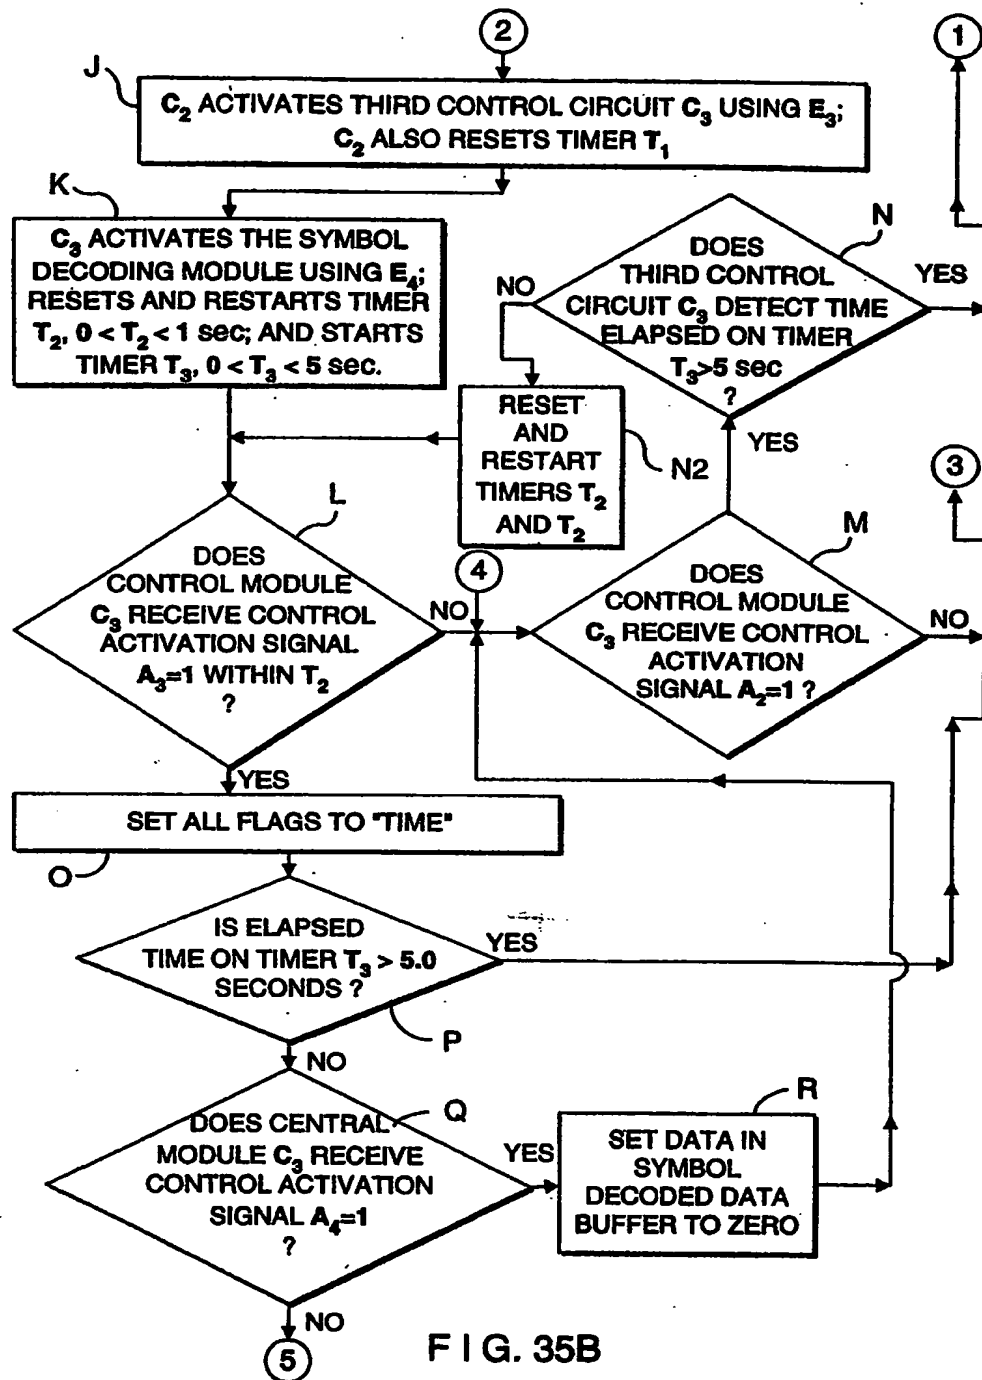 2
1
J
C₂ ACTIVATES THIRD CONTROL CIRCUIT C₃ USING E₃;
C₂ ALSO RESETS TIMER T₁
K
C₃ ACTIVATES THE SYMBOL
DECODING MODULE USING E₄;
RESETS AND RESTARTS TIMER
T₂, 0 < T₂ < 1 sec; AND STARTS
TIMER T₃, 0 < T₃ < 5 sec.
N
DOES
THIRD CONTROL
CIRCUIT C₃ DETECT TIME
ELAPSED ON TIMER
T₃>5 sec
?
NO
YES
RESET
AND
RESTART
TIMERS T₂
AND T₂
N2
YES
3
L
DOES
CONTROL MODULE
C₃ RECEIVE CONTROL
ACTIVATION SIGNAL
A₃=1 WITHIN T₂
?
NO
4
M
DOES
CONTROL MODULE
C₃ RECEIVE CONTROL
ACTIVATION
SIGNAL A₂=1 ?
NO
YES
SET ALL FLAGS TO "TIME"
O
IS ELAPSED
TIME ON TIMER T₃ > 5.0
SECONDS ?
YES
P
NO
Q
DOES CENTRAL
MODULE C₃ RECEIVE
CONTROL ACTIVATION
SIGNAL A₄=1
?
YES
R
SET DATA IN
SYMBOL
DECODED DATA
BUFFER TO ZERO
NO
5
FIG. 35B